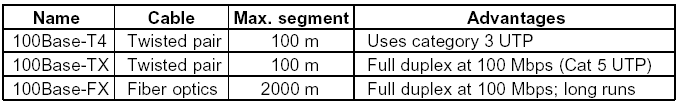 Name Cable Max. segment Advantages
100Base-T4 Twisted pair 100 m Uses category 3 UTP
100Base-TX Twisted pair 100 m Full duplex at 100 Mbps (Cat 5 UTP)
100Base-FX Fiber optics 2000 m Full duplex at 100 Mbps; long runs